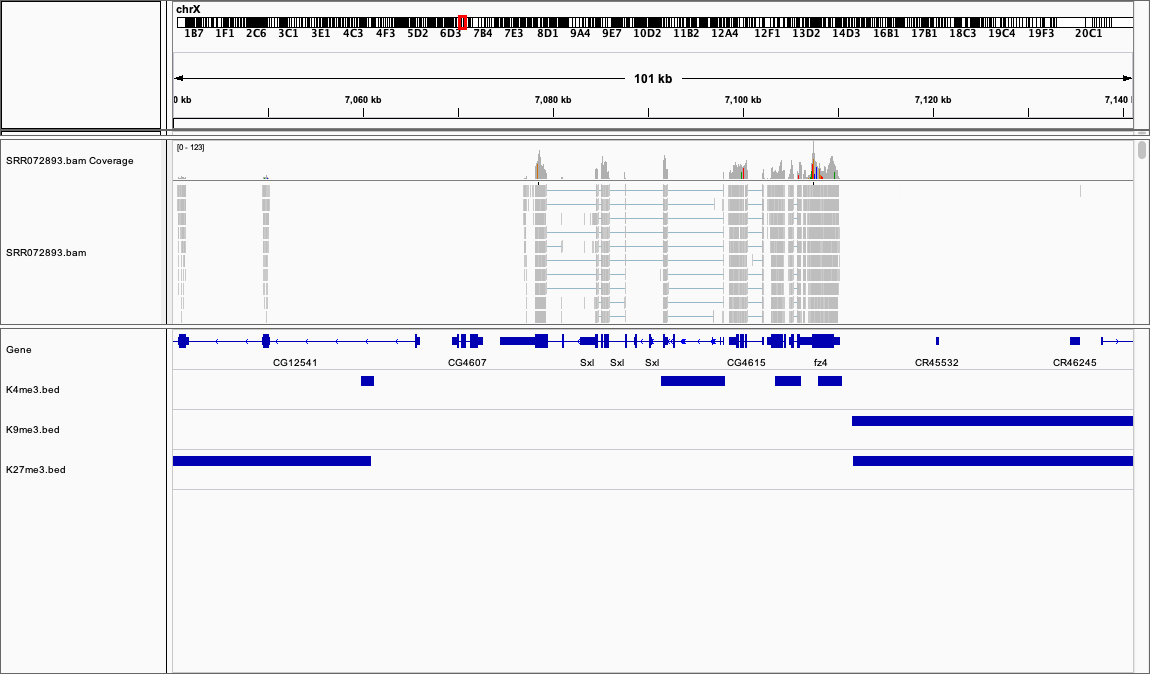 chrX
1B7 1F1 2C6 3C1 3E1 4C3 4F3 5D2 6D3 7B4 7E3 8D1 9A4 9E7 10D2 11B2 12A4 12F1 13D2 14D3 16B1 17B1 18C3 19C4 19F3 20C1
101 kb
0 kb 7,060 kb 7,080 kb 7,100 kb 7,120 kb 7,140
[0 - 123]
SRR072893.bam Coverage
SRR072893.bam
Gene
CG12541 CG4607 Sxl Sxl Sxl CG4615 fz4 CR45532 CR46245
K4me3.bed
K9me3.bed
K27me3.bed